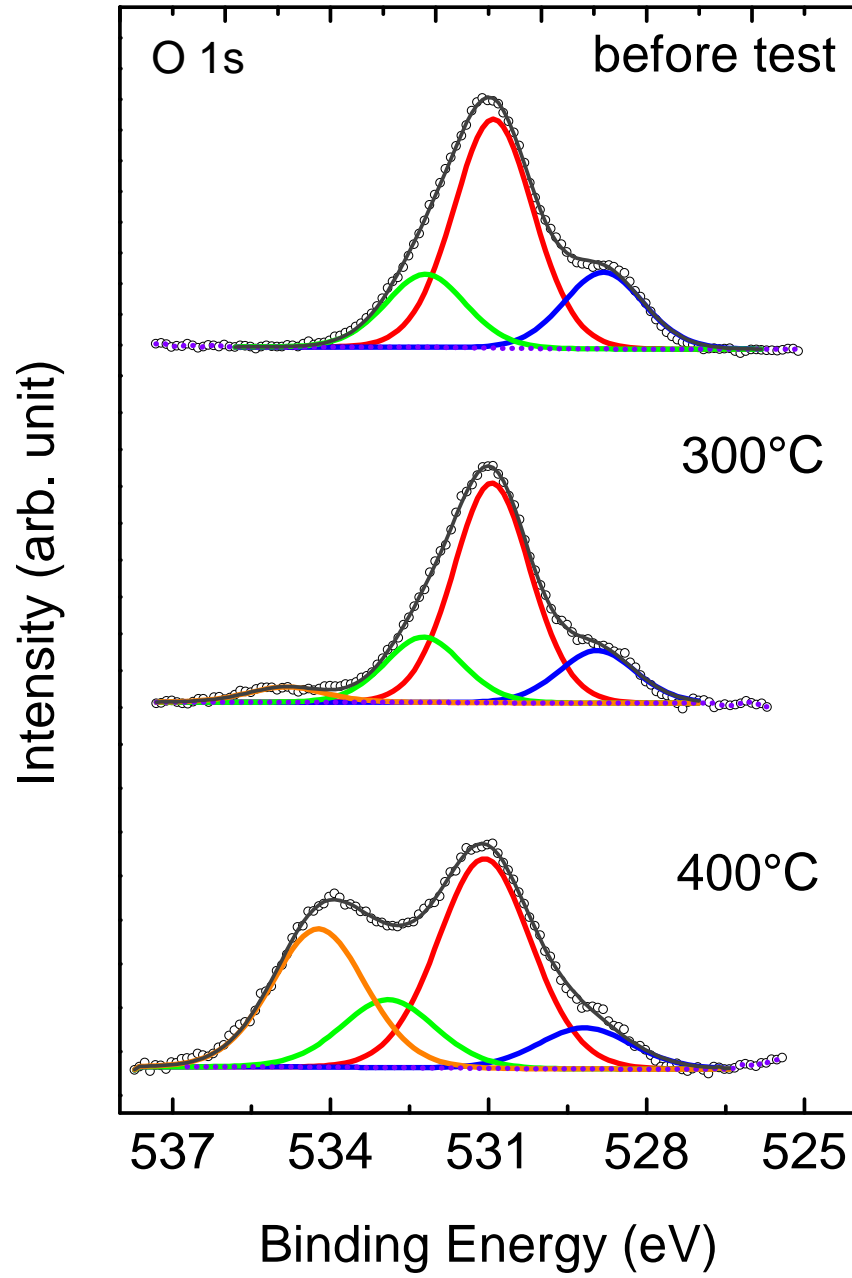 O 1s
before test
300°C
400°C
Intensity (arb. unit)
537 534 531 528 525
Binding Energy (eV)